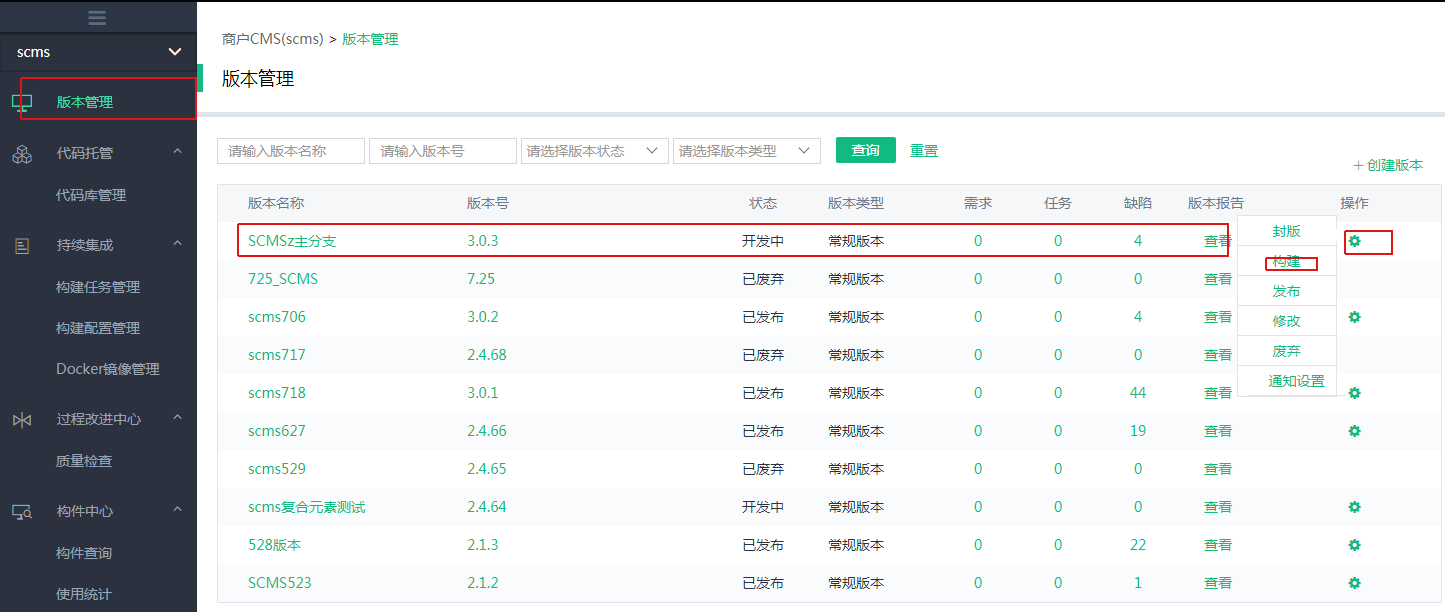 scms
版本管理
代码托管
代码库管理
持续集成
构建任务管理
构建配置管理
Docker镜像管理
过程改进中心
质量检查
构件中心
构件查询
使用统计
商户CMS(scms) > 版本管理
版本管理
请输入版本名称 请输入版本号 请选择版本状态 请选择版本类型 查询 重置
+ 创建版本
版本名称 版本号 状态 版本类型 需求 任务 缺陷 版本报告 操作
SCMSz主分支 3.0.3 开发中 常规版本 0 0 4 查看
725_SCMS 7.25 已废弃 常规版本 0 0 0 查看
scms706 3.0.2 已发布 常规版本 0 0 4 查看
scms717 2.4.68 已废弃 常规版本 0 0 0 查看
scms718 3.0.1 已发布 常规版本 0 0 44 查看
scms627 2.4.66 已发布 常规版本 0 0 19 查看
scms529 2.4.65 已废弃 常规版本 0 0 0 查看
scms复合元素测试 2.4.64 开发中 常规版本 0 0 0 查看
528版本 2.1.3 已发布 常规版本 0 0 22 查看
SCMS523 2.1.2 已发布 常规版本 0 0 1 查看
封版
构建
发布
修改
废弃
通知设置